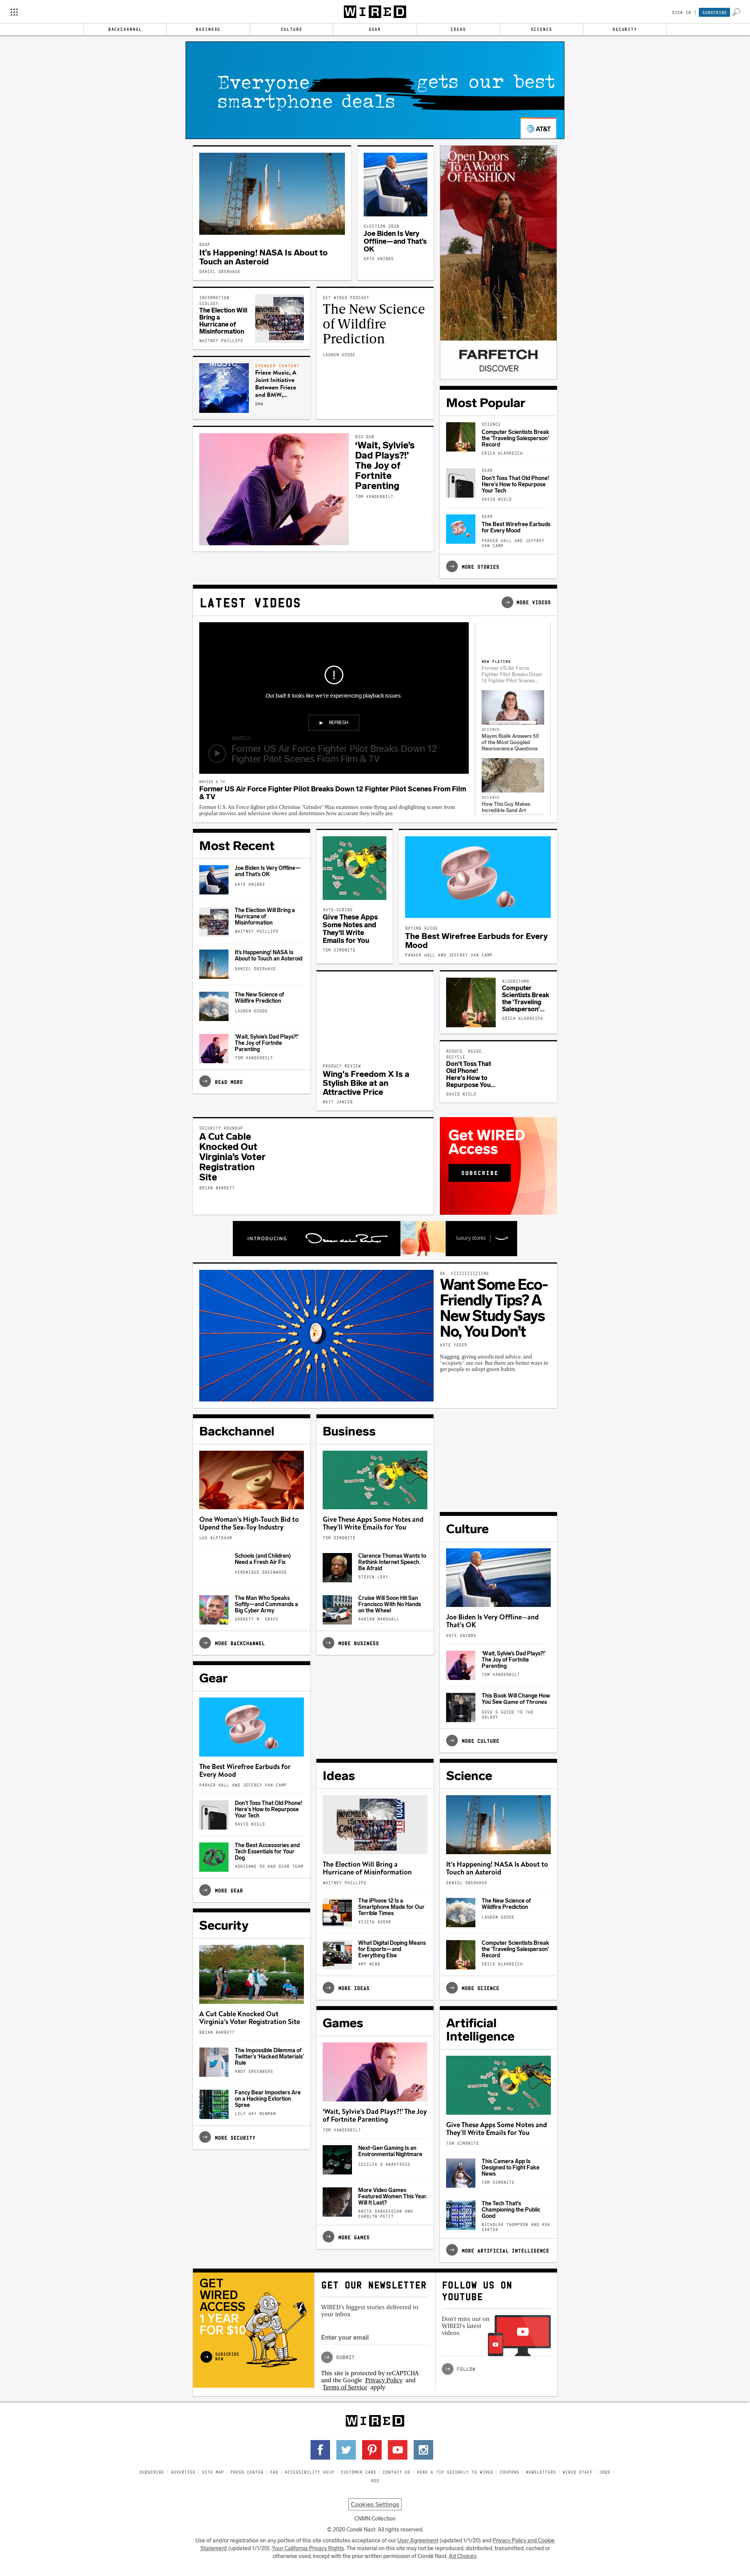 WIRED
SIGN IN
SUBSCRIBE
BACKCHANNEL
BUSINESS
CULTURE
GEAR
IDEAS
SCIENCE
SECURITY
Everyone gets our best
smartphone deals
AT&T
BOOP
It's Happening! NASA Is About to
Touch an Asteroid
DANIEL OBERHAUS
ELECTION 2020
Joe Biden Is Very
Offline—and That's
OK
KATE KNIBBS
Open Doors
To A World
Of FASHION
FARFETCH
DISCOVER
INFORMATION
ECOLOGY
The Election Will
Bring a
Hurricane of
Misinformation
WHITNEY PHILLIPS
GET WIRED PODCAST
The New Science
of Wildfire
Prediction
LAUREN GOODE
SPONSOR CONTENT
Frieze Music, A
Joint Initiative
Between Frieze
and BMW,...
BMW
BIG DUB
'Wait, Sylvie's
Dad Plays?!'
The Joy of
Fortnite
Parenting
TOM VANDERBILT
Most Popular
SCIENCE
Computer Scientists Break
the 'Traveling Salesperson'
Record
ERICA KLARREICH
GEAR
Don't Toss That Old Phone!
Here's How to Repurpose
Your Tech
DAVID NIELD
GEAR
The Best Wirefree Earbuds
for Every Mood
PARKER HALL AND JEFFREY
VAN CAMP
MORE STORIES
LATEST VIDEOS
MORE VIDEOS
Our bad! It looks like we're experiencing playback issues.
REFRESH
WATCH
Former US Air Force Fighter Pilot Breaks Down 12
Fighter Pilot Scenes From Film & TV
NOW PLAYING
Former US Air Force
Fighter Pilot Breaks Down
12 Fighter Pilot Scenes...
SCIENCE
Mayim Bialik Answers 50
of the Most Googled
Neuroscience Questions
SCIENCE
How This Guy Makes
Incredible Sand Art
MOVIES & TV
Former US Air Force Fighter Pilot Breaks Down 12 Fighter Pilot Scenes From Film
& TV
Former U.S. Air Force fighter pilot Christine "Grinder" Mau examines some flying and dogfighting scenes from
popular movies and television shows and determines how accurate they really are.
Most Recent
Joe Biden Is Very Offline—
and That's OK
KATE KNIBBS
The Election Will Bring a
Hurricane of
Misinformation
WHITNEY PHILLIPS
It's Happening! NASA Is
About to Touch an Asteroid
DANIEL OBERHAUS
The New Science of
Wildfire Prediction
LAUREN GOODE
'Wait, Sylvie's Dad Plays?!'
The Joy of Fortnite
Parenting
TOM VANDERBILT
READ MORE
AUTO-SCRIBE
Give These Apps
Some Notes and
They'll Write
Emails for You
TOM SIMONITE
BUYING GUIDE
The Best Wirefree Earbuds for Every
Mood
PARKER HALL AND JEFFREY VAN CAMP
PRODUCT REVIEW
Wing's Freedom X Is a
Stylish Bike at an
Attractive Price
MATT JANCER
ALGORITHMS
Computer
Scientists Break
the 'Traveling
Salesperson'...
ERICA KLARREICH
REDUCE, REUSE,
RECYCLE
Don't Toss That
Old Phone!
Here's How to
Repurpose You...
DAVID NIELD
SECURITY ROUNDUP
A Cut Cable
Knocked Out
Virginia's Voter
Registration
Site
BRIAN BARRETT
Get WIRED
Access
SUBSCRIBE
INTRODUCING
Oscar de la Renta
luxury stores
OH, FIIIIIIIIIINE
Want Some Eco-
Friendly Tips? A
New Study Says
No, You Don't
KATE YODER
Nagging, giving unsolicited advice, and
"ecopiety" are out. But there are better ways to
get people to adopt green habits.
Backchannel
One Woman's High-Touch Bid to
Upend the Sex-Toy Industry
LUX ALPTRAUM
Schools (and Children)
Need a Fresh Air Fix
VERONIQUE GREENWOOD
The Man Who Speaks
Softly—and Commands a
Big Cyber Army
GARRETT M. GRAFF
MORE BACKCHANNEL
Business
Give These Apps Some Notes and
They'll Write Emails for You
TOM SIMONITE
Clarence Thomas Wants to
Rethink Internet Speech.
Be Afraid
STEVEN LEVY
Cruise Will Soon Hit San
Francisco With No Hands
on the Wheel
AARIAN MARSHALL
MORE BUSINESS
Culture
Joe Biden Is Very Offline—and
That's OK
KATE KNIBBS
'Wait, Sylvie's Dad Plays?!'
The Joy of Fortnite
Parenting
TOM VANDERBILT
This Book Will Change How
You See Game of Thrones
GEEK'S GUIDE TO THE
GALAXY
MORE CULTURE
Gear
The Best Wirefree Earbuds for
Every Mood
PARKER HALL AND JEFFREY VAN CAMP
Don't Toss That Old Phone!
Here's How to Repurpose
Your Tech
DAVID NIELD
The Best Accessories and
Tech Essentials for Your
Dog
ADRIENNE SO AND GEAR TEAM
MORE GEAR
Ideas
The Election Will Bring a
Hurricane of Misinformation
WHITNEY PHILLIPS
The iPhone 12 Is a
Smartphone Made for Our
Terrible Times
VIJITH ASSAR
What Digital Doping Means
for Esports—and
Everything Else
AMY WEBB
MORE IDEAS
Science
It's Happening! NASA Is About to
Touch an Asteroid
DANIEL OBERHAUS
The New Science of
Wildfire Prediction
LAUREN GOODE
Computer Scientists Break
the 'Traveling Salesperson'
Record
ERICA KLARREICH
MORE SCIENCE
Security
A Cut Cable Knocked Out
Virginia's Voter Registration Site
BRIAN BARRETT
The Impossible Dilemma of
Twitter's 'Hacked Materials'
Rule
ANDY GREENBERG
Fancy Bear Imposters Are
on a Hacking Extortion
Spree
LILY HAY NEWMAN
MORE SECURITY
Games
'Wait, Sylvie's Dad Plays?!' The Joy
of Fortnite Parenting
TOM VANDERBILT
Next-Gen Gaming Is an
Environmental Nightmare
CECILIA D'ANASTASIO
More Video Games
Featured Women This Year.
Will It Last?
ANITA SARKEESIAN AND
CAROLYN PETIT
MORE GAMES
Artificial
Intelligence
Give These Apps Some Notes and
They'll Write Emails for You
TOM SIMONITE
This Camera App Is
Designed to Fight Fake
News
TOM SIMONITE
The Tech That's
Championing the Public
Good
NICHOLAS THOMPSON AND ASH
CARTER
MORE ARTIFICIAL INTELLIGENCE
GET
WIRED
ACCESS
1 YEAR
FOR $10
SUBSCRIBE
NOW
GET OUR NEWSLETTER
WIRED's biggest stories delivered to
your inbox.
Enter your email
SUBMIT
This site is protected by reCAPTCHA
and the Google Privacy Policy and
Terms of Service apply.
FOLLOW US ON
YOUTUBE
Don't miss out on
WIRED's latest
videos.
FOLLOW
WIRED
SUBSCRIBE
ADVERTISE
SITE MAP
PRESS CENTER
FAQ
ACCESSIBILITY HELP
CUSTOMER CARE
CONTACT US
SEND A TIP SECURELY TO WIRED
COUPONS
NEWSLETTERS
WIRED STAFF
JOBS
RSS
Cookies Settings
CNMN Collection
© 2020 Condé Nast. All rights reserved.
Use of and/or registration on any portion of this site constitutes acceptance of our User Agreement (updated 1/1/20) and Privacy Policy and Cookie
Statement (updated 1/1/20). Your California Privacy Rights. The material on this site may not be reproduced, distributed, transmitted, cached or
otherwise used, except with the prior written permission of Condé Nast. Ad Choices.